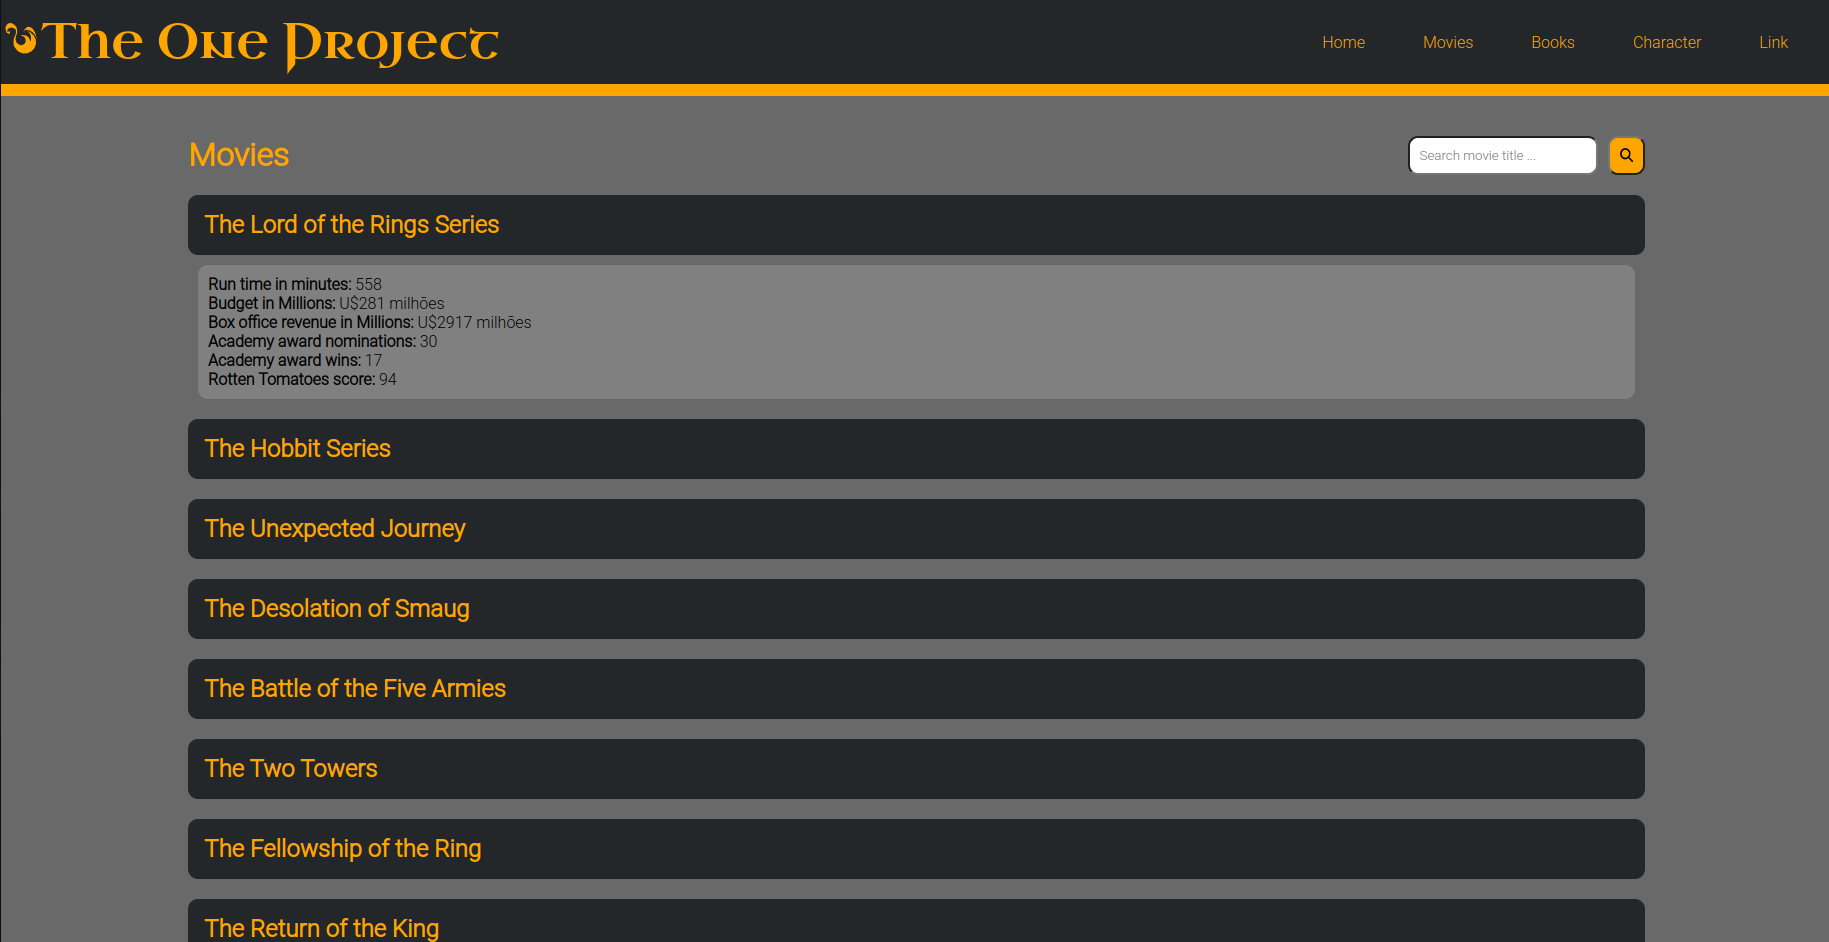 The One Project
Home Movies Books Character Link
Movies
Search movie title ...
The Lord of the Rings Series
Run time in minutes: 558
Budget in Millions: U$281 milhões
Box office revenue in Millions: U$2917 milhões
Academy award nominations: 30
Academy award wins: 17
Rotten Tomatoes score: 94
The Hobbit Series
The Unexpected Journey
The Desolation of Smaug
The Battle of the Five Armies
The Two Towers
The Fellowship of the Ring
The Return of the King